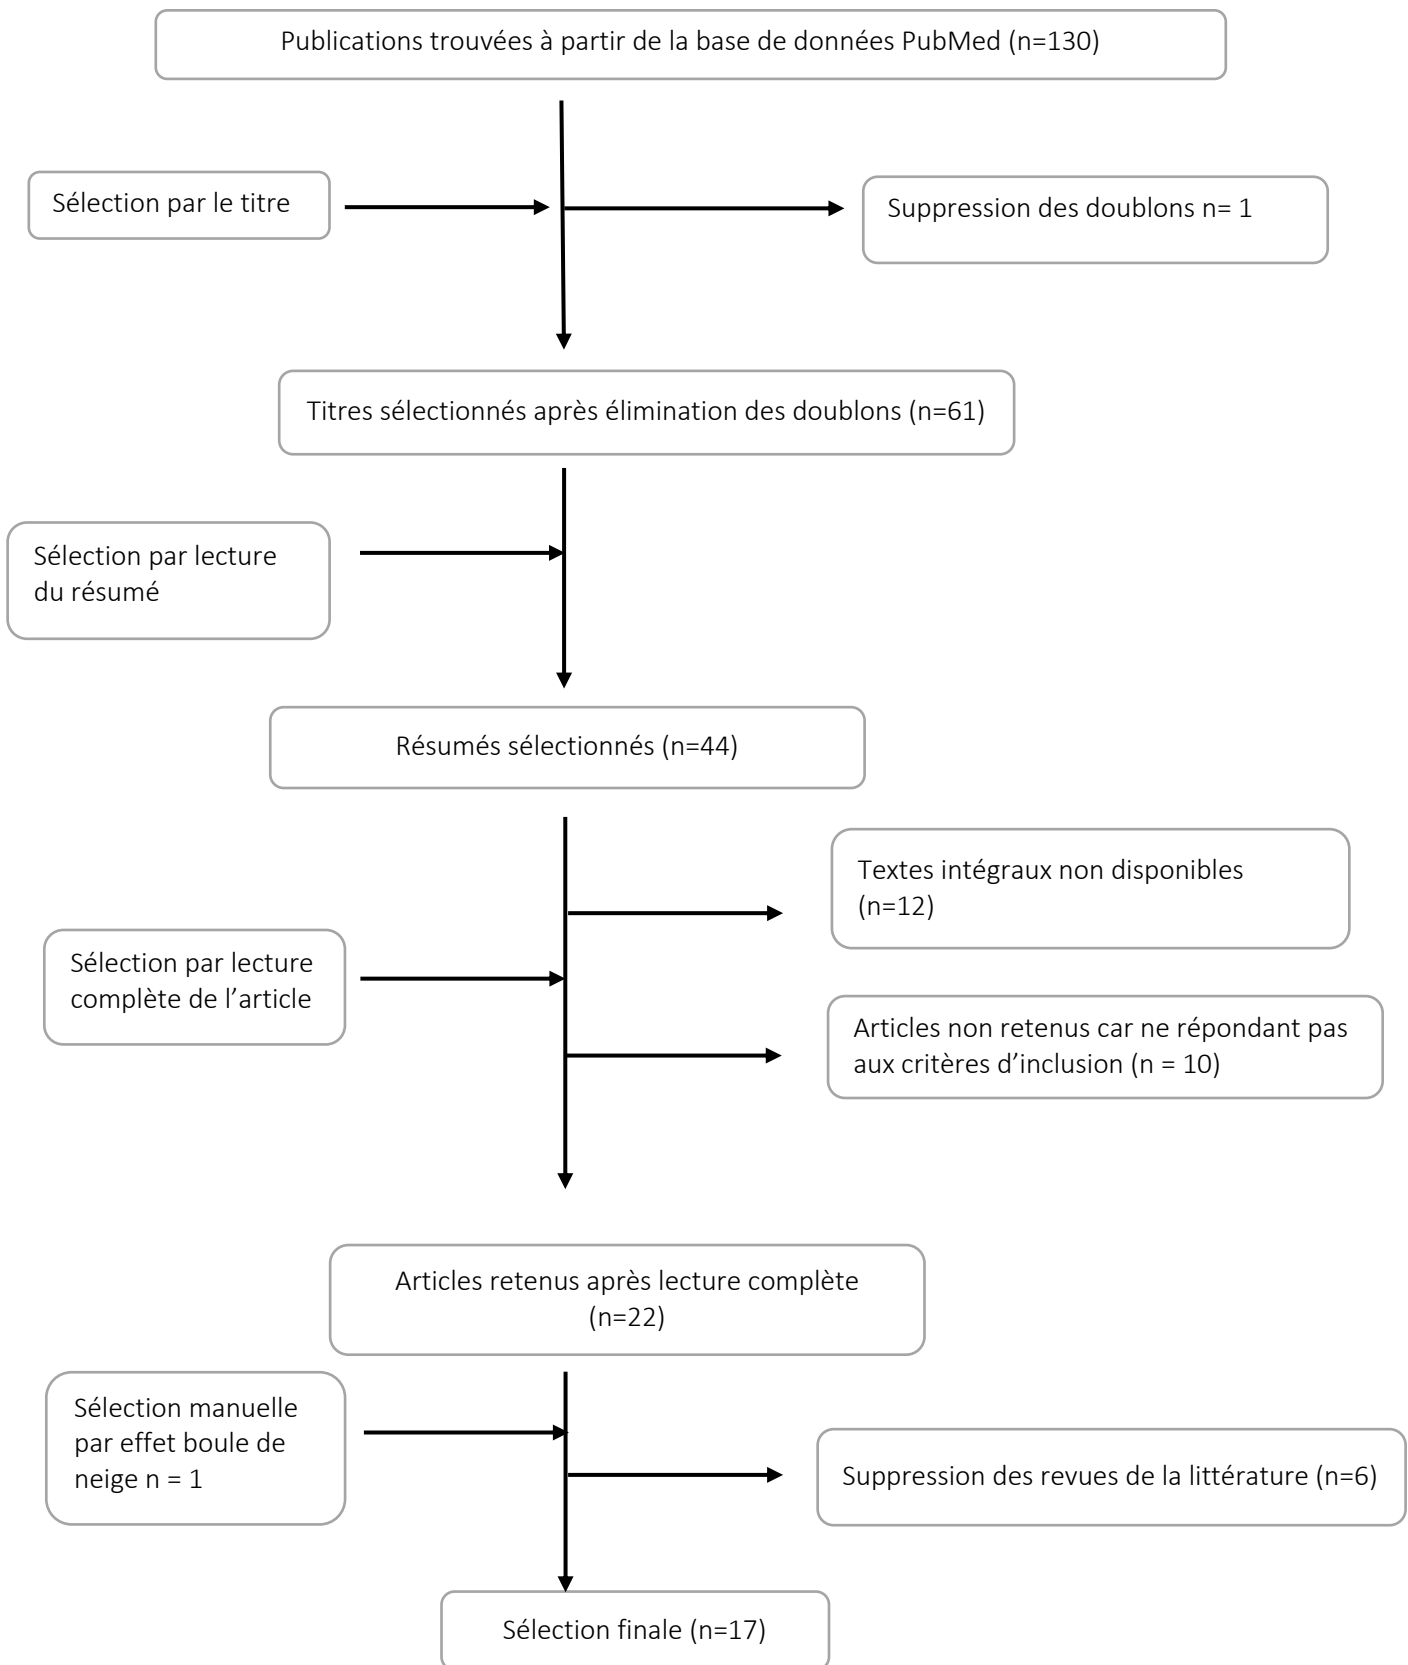 Publications trouvées à partir de la base de données PubMed (n=130)
Sélection par le titre
Suppression des doublons n= 1
Titres sélectionnés après élimination des doublons (n=61)
Sélection par lecture
du résumé
Résumés sélectionnés (n=44)
Textes intégraux non disponibles
(n=12)
Sélection par lecture
complète de l’article
Articles non retenus car ne répondant pas
aux critères d’inclusion (n = 10)
Articles retenus après lecture complète
(n=22)
Sélection manuelle
par effet boule de
neige n = 1
Suppression des revues de la littérature (n=6)
Sélection finale (n=17)